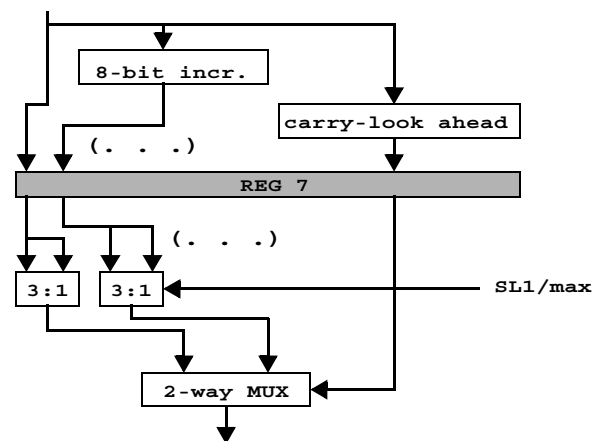 8-bit incr.
carry-look ahead
(. . .)
REG 7
(. . .)
3:1
3:1
SL1/max
2-way MUX